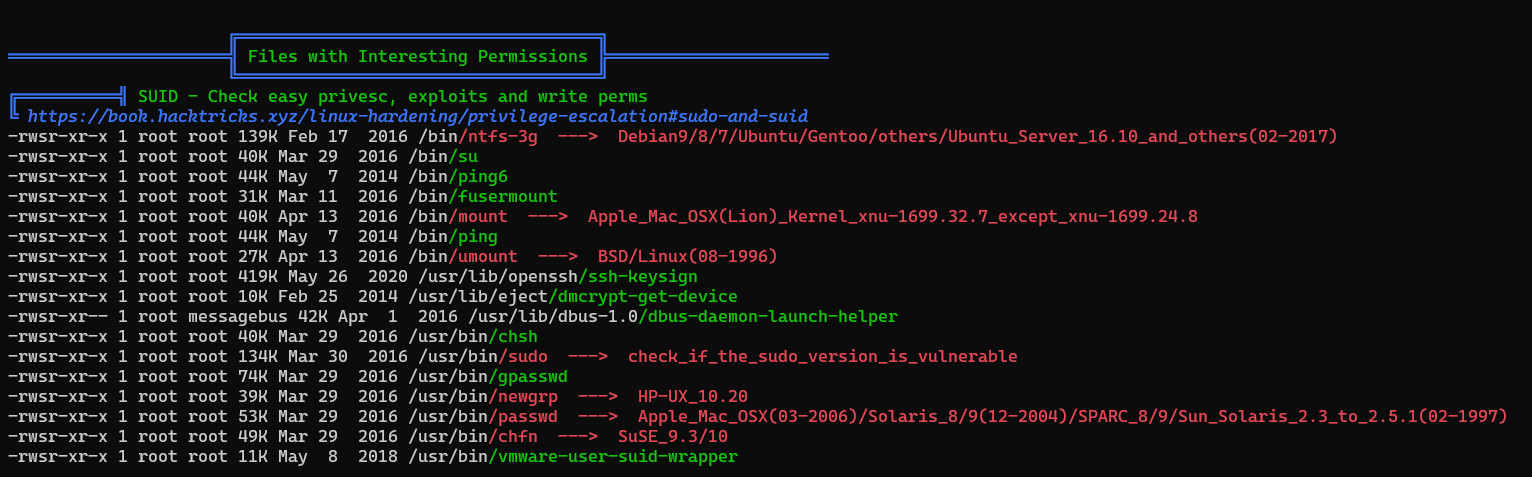 Files with Interesting Permissions
SUID - Check easy privesc, exploits and write perms
https://book.hacktricks.xyz/linux-hardening/privilege-escalation#sudo-and-suid
-rwsr-xr-x 1 root root 139K Feb 17  2016 /bin/ntfs-3g  --->  Debian9/8/7/Ubuntu/Gentoo/others/Ubuntu_Server_16.10_and_others(02-2017)
-rwsr-xr-x 1 root root 40K Mar 29  2016 /bin/su
-rwsr-xr-x 1 root root 44K May  7  2014 /bin/ping6
-rwsr-xr-x 1 root root 31K Mar 11  2016 /bin/fusermount
-rwsr-xr-x 1 root root 40K Apr 13  2016 /bin/mount  --->  Apple_Mac_OSX(Lion)_Kernel_xnu-1699.32.7_except_xnu-1699.24.8
-rwsr-xr-x 1 root root 44K May  7  2014 /bin/ping
-rwsr-xr-x 1 root root 27K Apr 13  2016 /bin/umount  --->  BSD/Linux(08-1996)
-rwsr-xr-x 1 root root 419K May 26  2020 /usr/lib/openssh/ssh-keysign
-rwsr-xr-x 1 root root 10K Feb 25  2014 /usr/lib/eject/dmcrypt-get-device
-rwsr-xr-- 1 root messagebus 42K Apr  1  2016 /usr/lib/dbus-1.0/dbus-daemon-launch-helper
-rwsr-xr-x 1 root root 40K Mar 29  2016 /usr/bin/chsh
-rwsr-xr-x 1 root root 134K Mar 30  2016 /usr/bin/sudo  --->  check_if_the_sudo_version_is_vulnerable
-rwsr-xr-x 1 root root 74K Mar 29  2016 /usr/bin/gpasswd
-rwsr-xr-x 1 root root 39K Mar 29  2016 /usr/bin/newgrp  --->  HP-UX_10.20
-rwsr-xr-x 1 root root 53K Mar 29  2016 /usr/bin/passwd  --->  Apple_Mac_OSX(03-2006)/Solaris_8/9(12-2004)/SPARC_8/9/Sun_Solaris_2.3_to_2.5.1(02-1997)
-rwsr-xr-x 1 root root 49K Mar 29  2016 /usr/bin/chfn  --->  SuSE_9.3/10
-rwsr-xr-x 1 root root 11K May  8  2018 /usr/bin/vmware-user-suid-wrapper